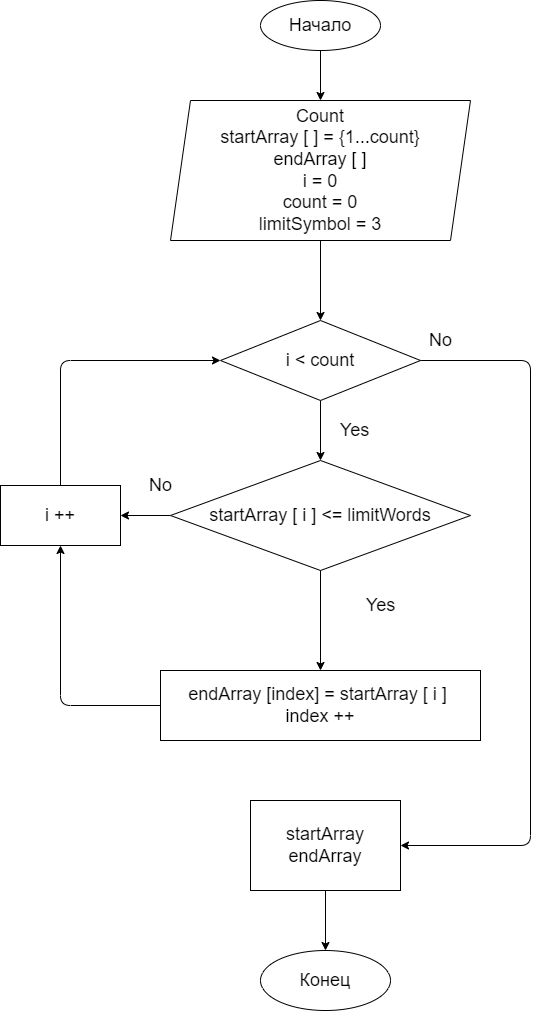 Начало
Count
startArray [ ] = {1...count}
endArray [ ]
i = 0
count = 0
limitSymbol = 3
i < count
No
Yes
No
startArray [ i ] <= limitWords
i ++
Yes
endArray [index] = startArray [ i ]
index ++
startArray
endArray
Конец